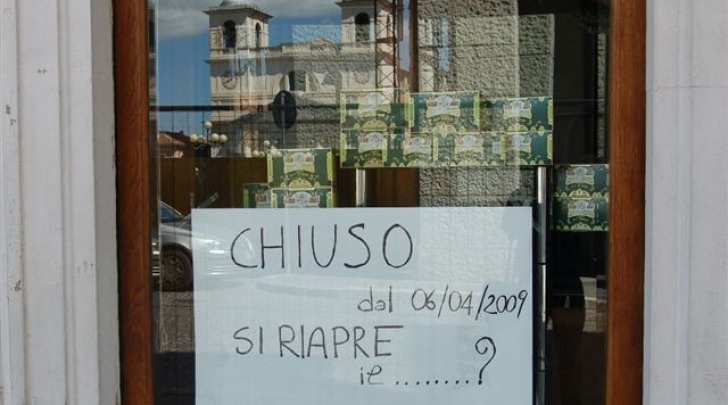 CHIUSO
dal 06/04/2009
SI RIAPRE
il ........?